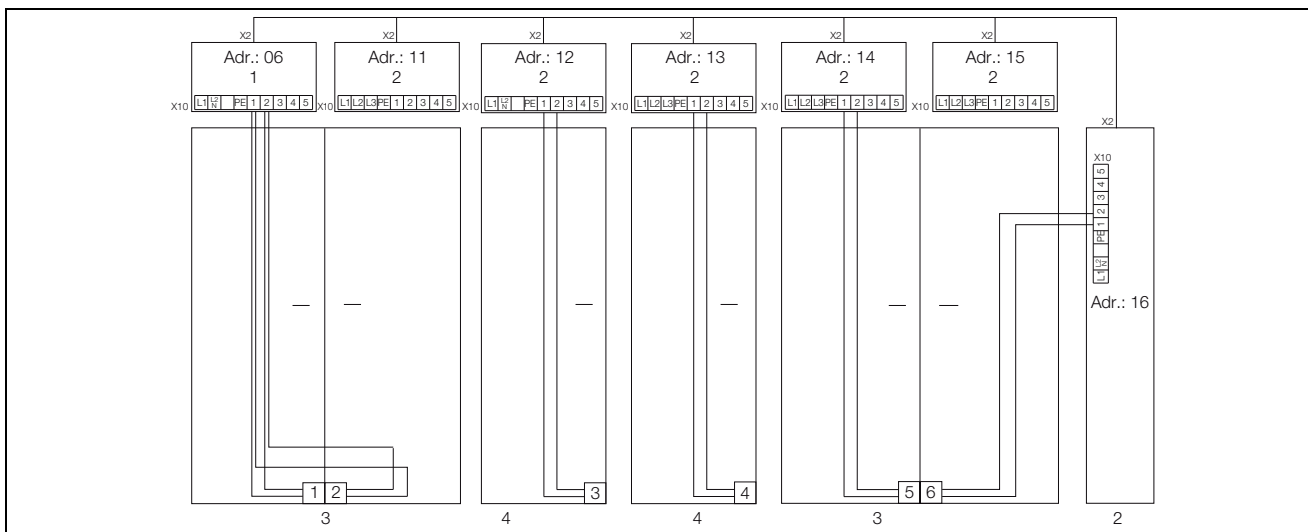 X2 X2 X2 X2 X2 X2
Adr.: 06 Adr.: 11 Adr.: 12 Adr.: 13 Adr.: 14 Adr.: 15
1 2 2 2 2 2
X10 L1 L2 N PE 1 2 3 4 5
X10 L1 L2 L3 PE 1 2 3 4 5
X10 L1 L2 N PE 1 2 3 4 5
X10 L1 L2 L3 PE 1 2 3 4 5
X10 L1 L2 L3 PE 1 2 3 4 5
X10 L1 L2 L3 PE 1 2 3 4 5
X2
X10
L1 L2 N PE 1 2 3 4 5
Adr.: 16
1 2 3 4 5 6
3 4 4 3 2